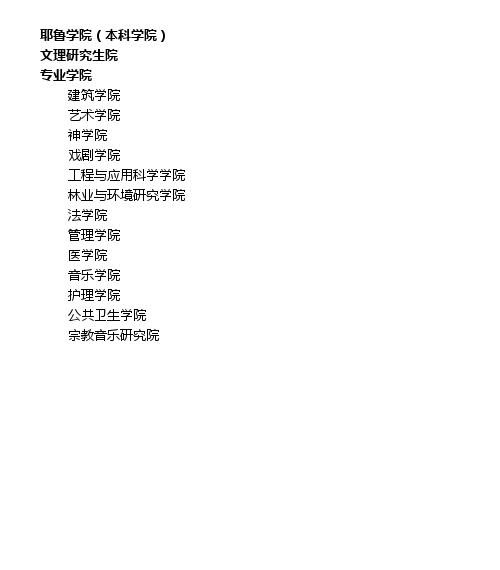 耶鲁学院（本科学院）
文理研究生院
专业学院
建筑学院
艺术学院
神学院
戏剧学院
工程与应用科学学院
林业与环境研究学院
法学院
管理学院
医学院
音乐学院
护理学院
公共卫生学院
宗教音乐研究院